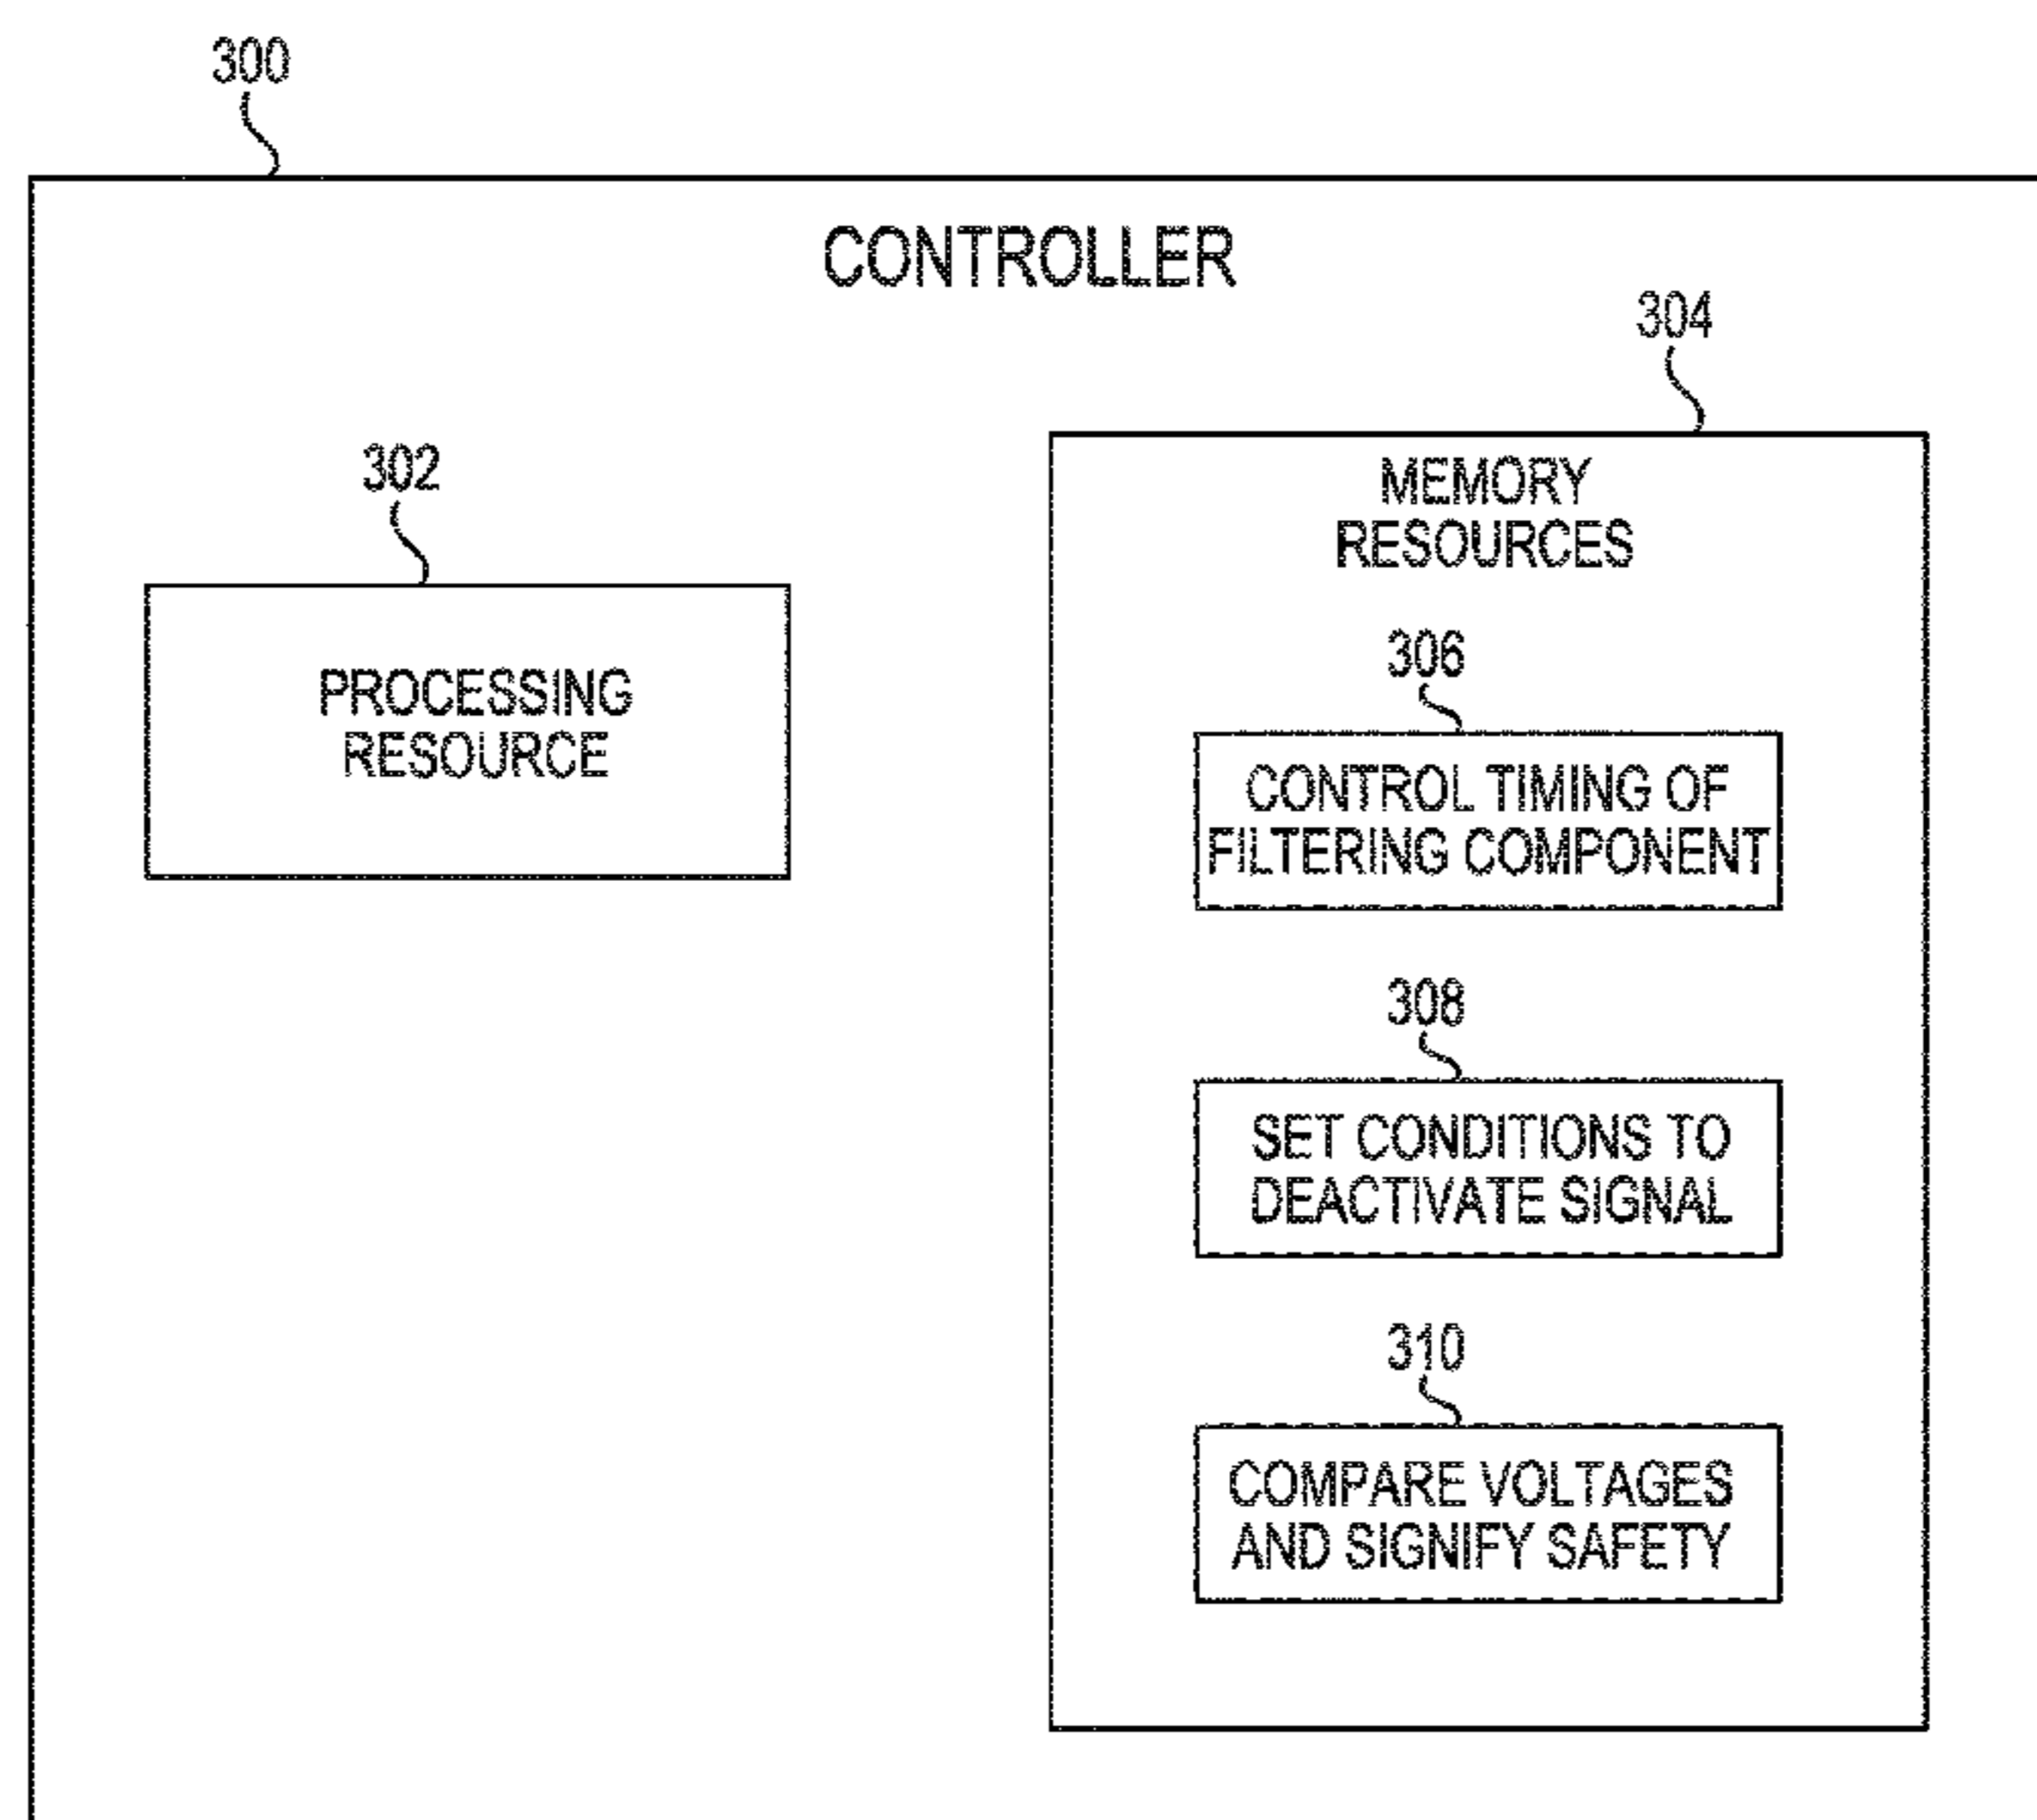 300
CONTROLLER
304
302
MEMORY
RESOURCES
PROCESSING
RESOURCE
306
CONTROL TIMING OF
FILTERING COMPONENT
308
SET CONDITIONS TO
DEACTIVATE SIGNAL
310
COMPARE VOLTAGES
AND SIGNIFY SAFETY